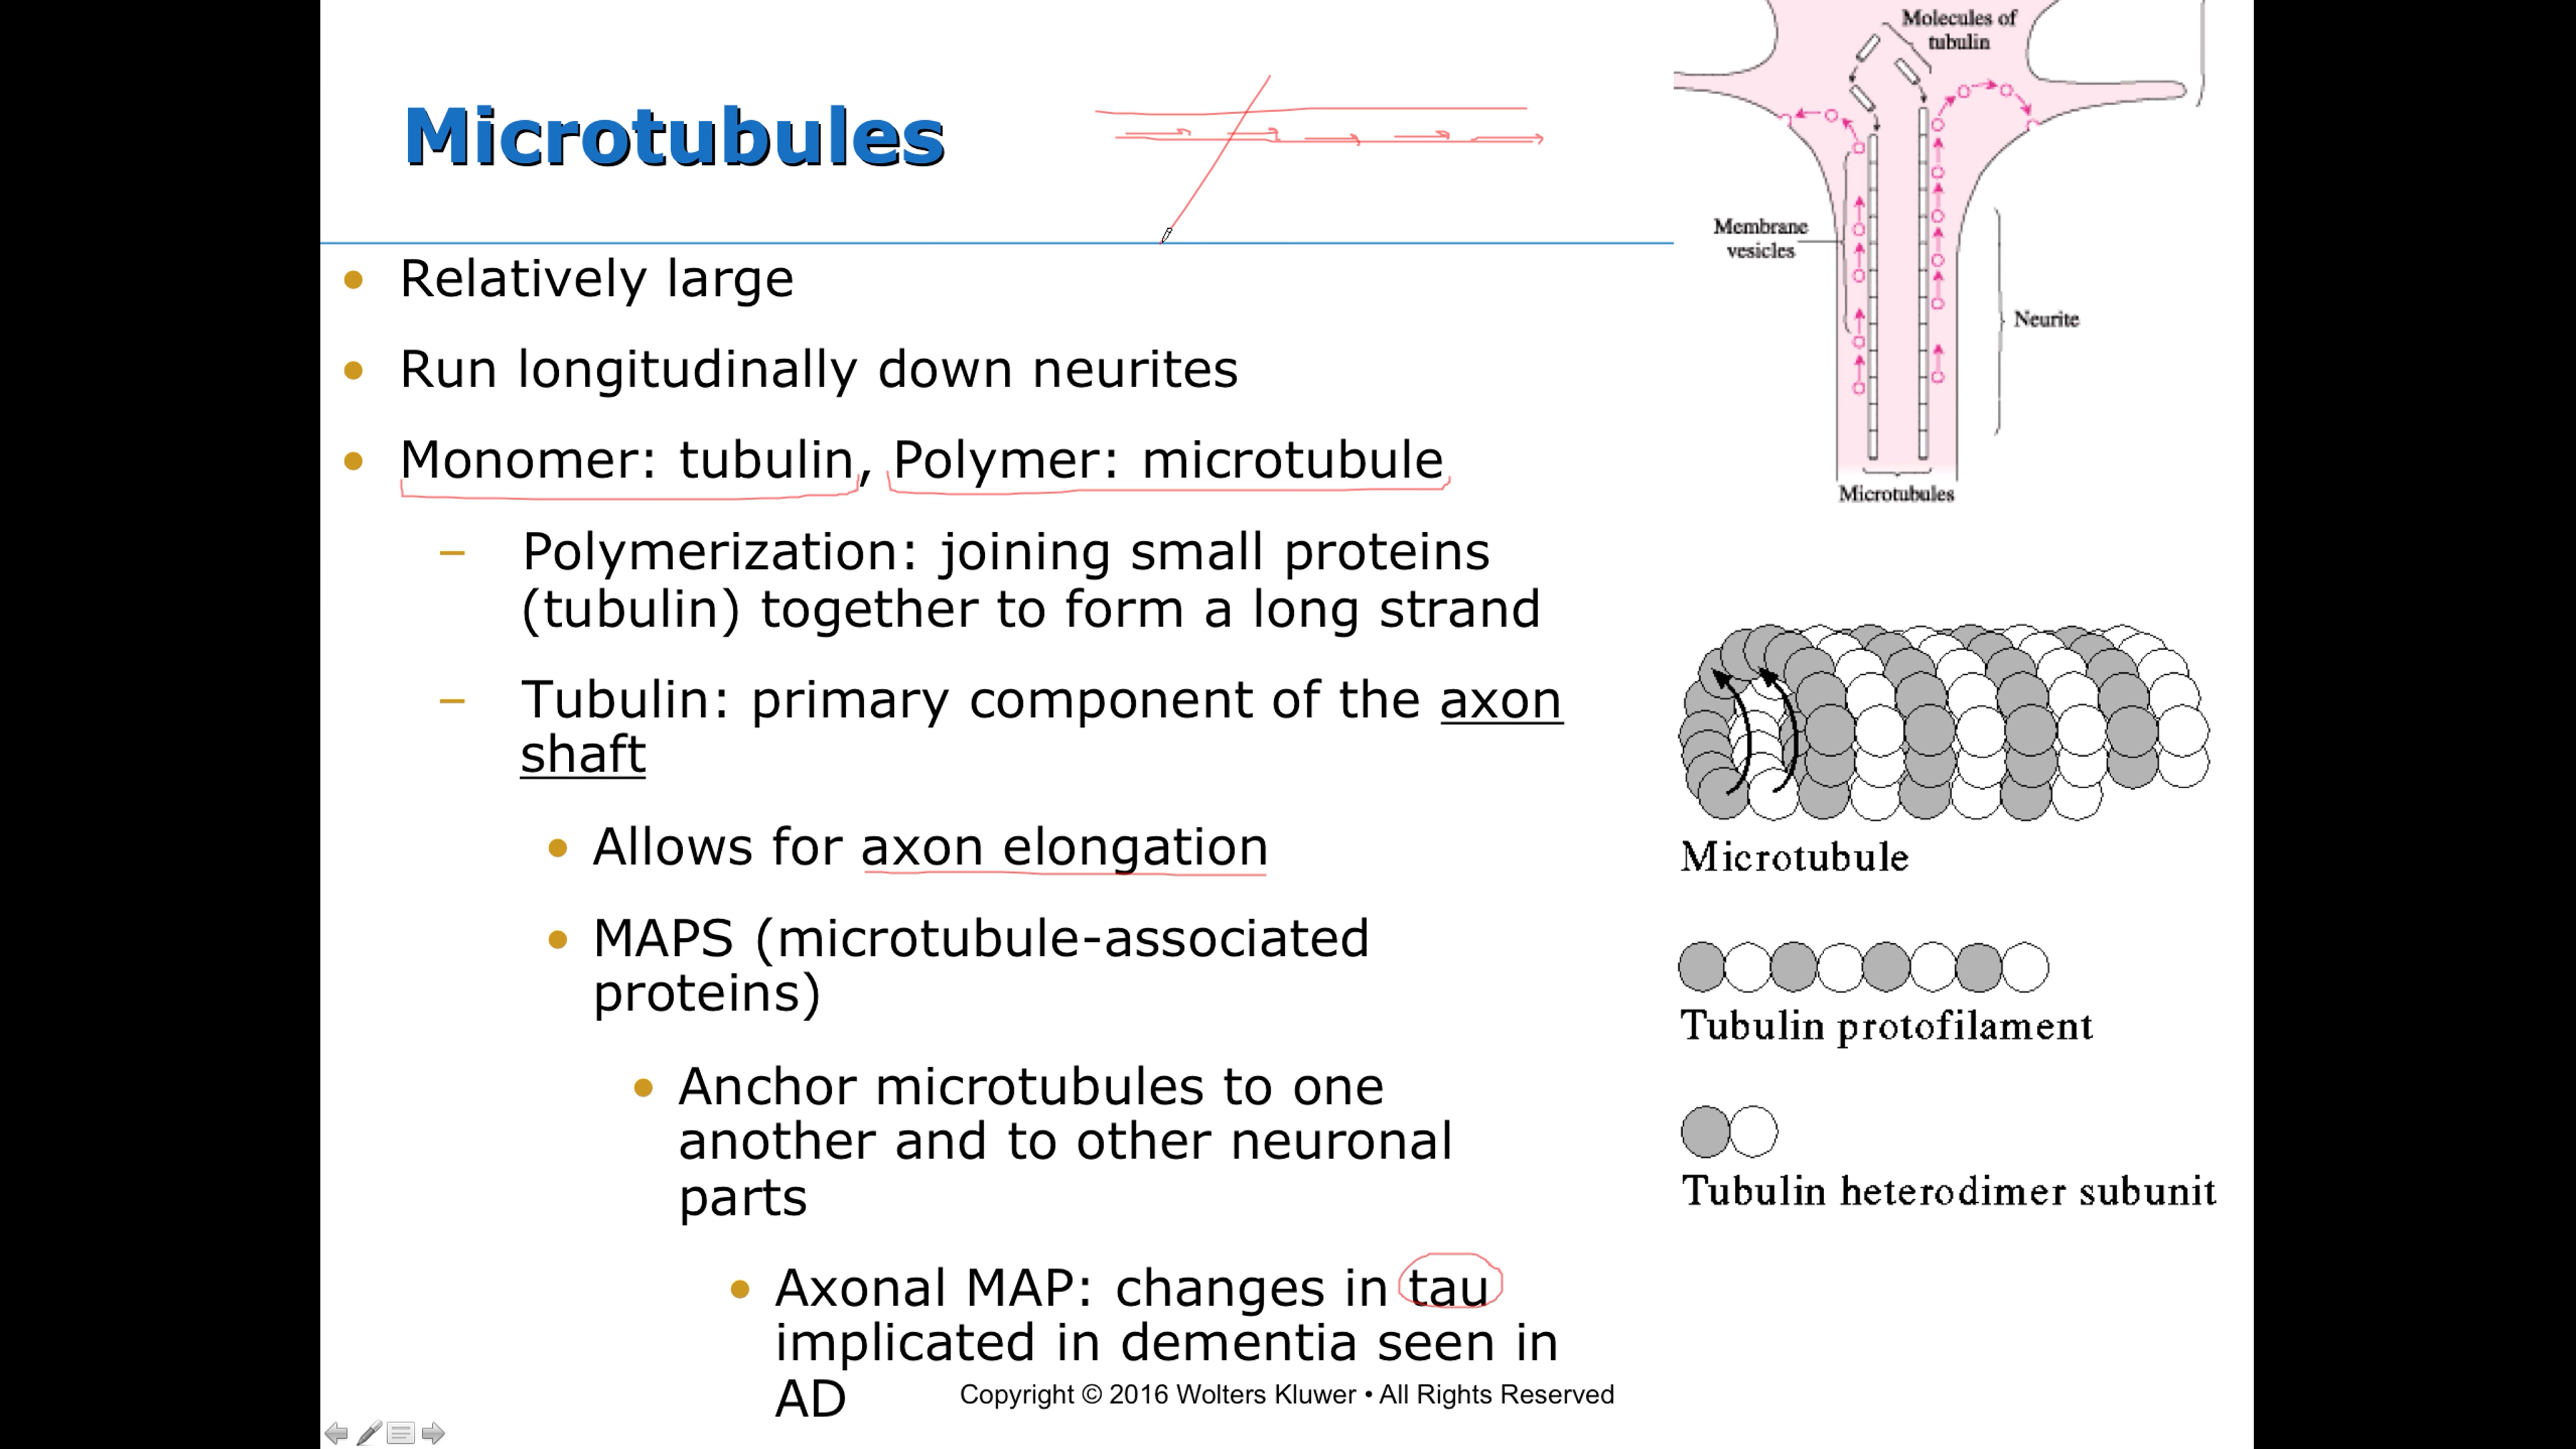 Microtubules
• Relatively large
• Run longitudinally down neurites
• Monomer: tubulin, Polymer: microtubule
– Polymerization: joining small proteins
(tubulin) together to form a long strand
– Tubulin: primary component of the axon
shaft
• Allows for axon elongation
• MAPS (microtubule-associated
proteins)
• Anchor microtubules to one
another and to other neuronal
parts
• Axonal MAP: changes in tau
implicated in dementia seen in
AD
Molecules of
tubulin
Membrane
vesicles
Neurite
Microtubules
Microtubule
Tubulin protofilament
Tubulin heterodimer subunit
Copyright © 2016 Wolters Kluwer • All Rights Reserved